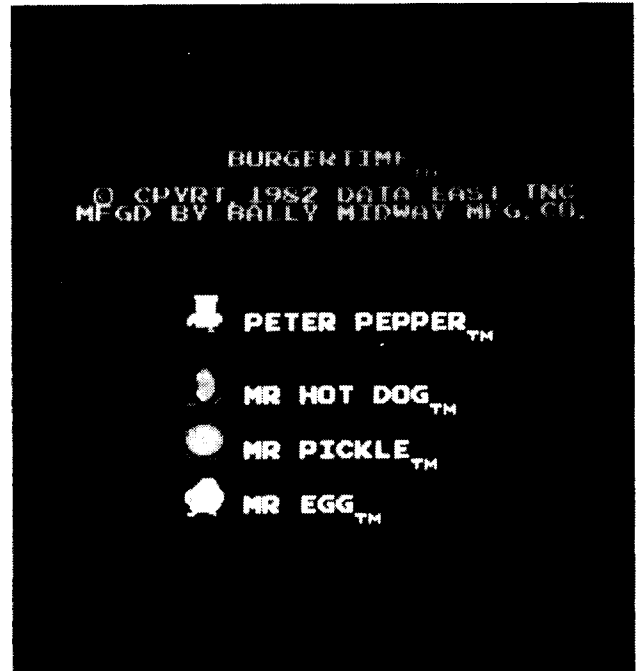 BURGERTIME TM
© CPYRT. 1982 DATA EAST INC
MFGD BY BALLY MIDWAY MFG. CO.
PETER PEPPER TM
MR HOT DOG TM
MR PICKLE TM
MR EGG TM